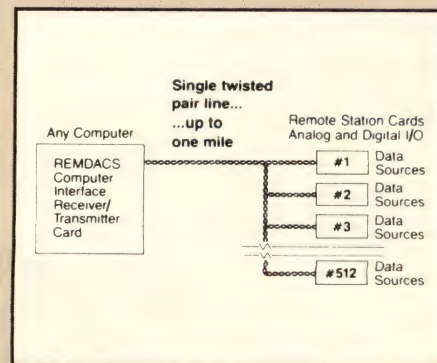 Single twisted
pair line...
...up to
one mile
Any Computer
REMDACS
Computer
Interface
Receiver/
Transmitter
Card
Remote Station Cards
Analog and Digital I/O
#1 Data
Sources
#2 Data
Sources
#3 Data
Sources
#512 Data
Sources